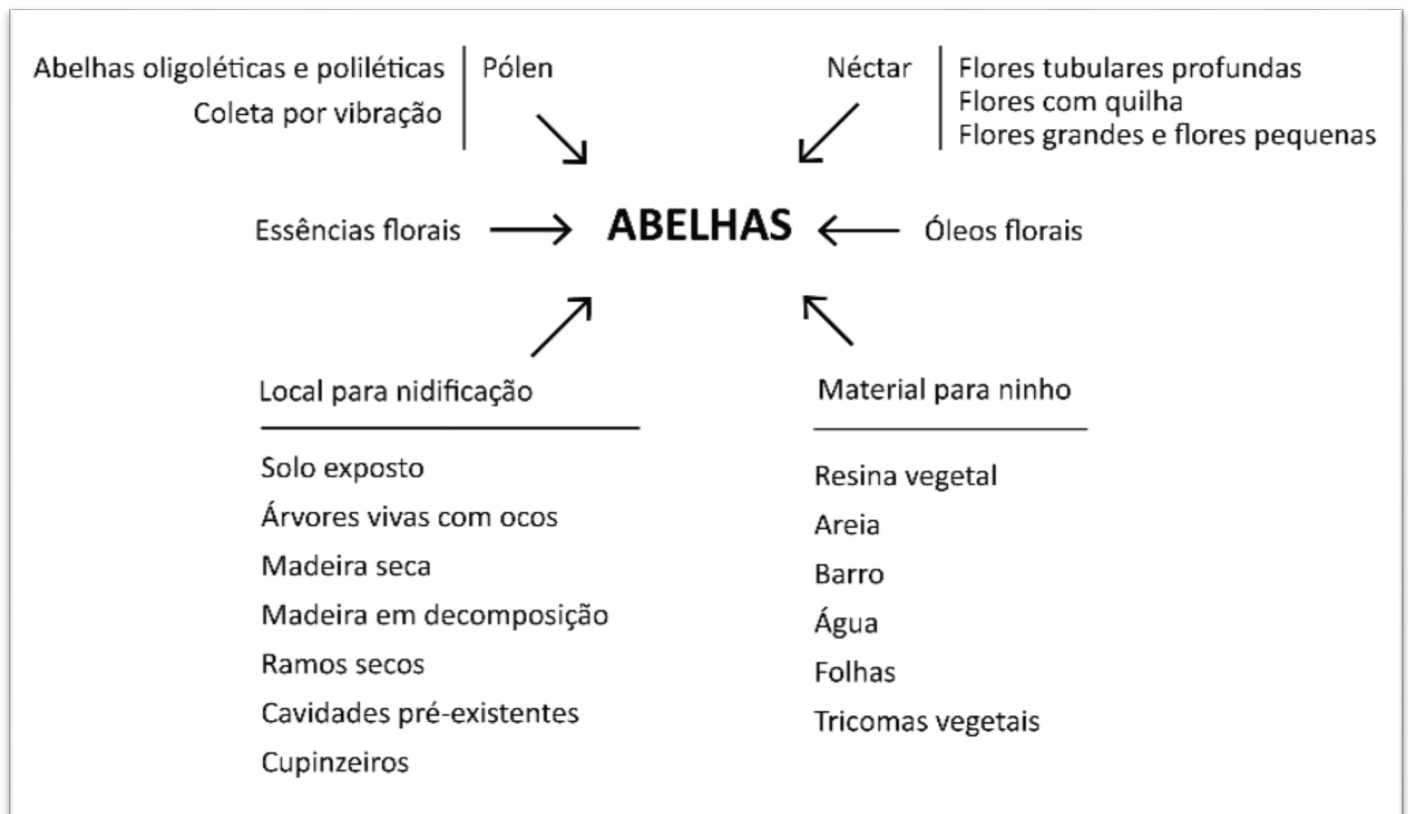 Abelhas oligoléticas e poliléticas
Coleta por vibração
Pólen
Néctar
Flores tubulares profundas
Flores com quilha
Flores grandes e flores pequenas
Essências florais
ABELHAS
Óleos florais
Local para nidificação
Solo exposto
Árvores vivas com ocos
Madeira seca
Madeira em decomposição
Ramos secos
Cavidades pré-existentes
Cupinzeiros
Material para ninho
Resina vegetal
Areia
Barro
Água
Folhas
Tricomas vegetais